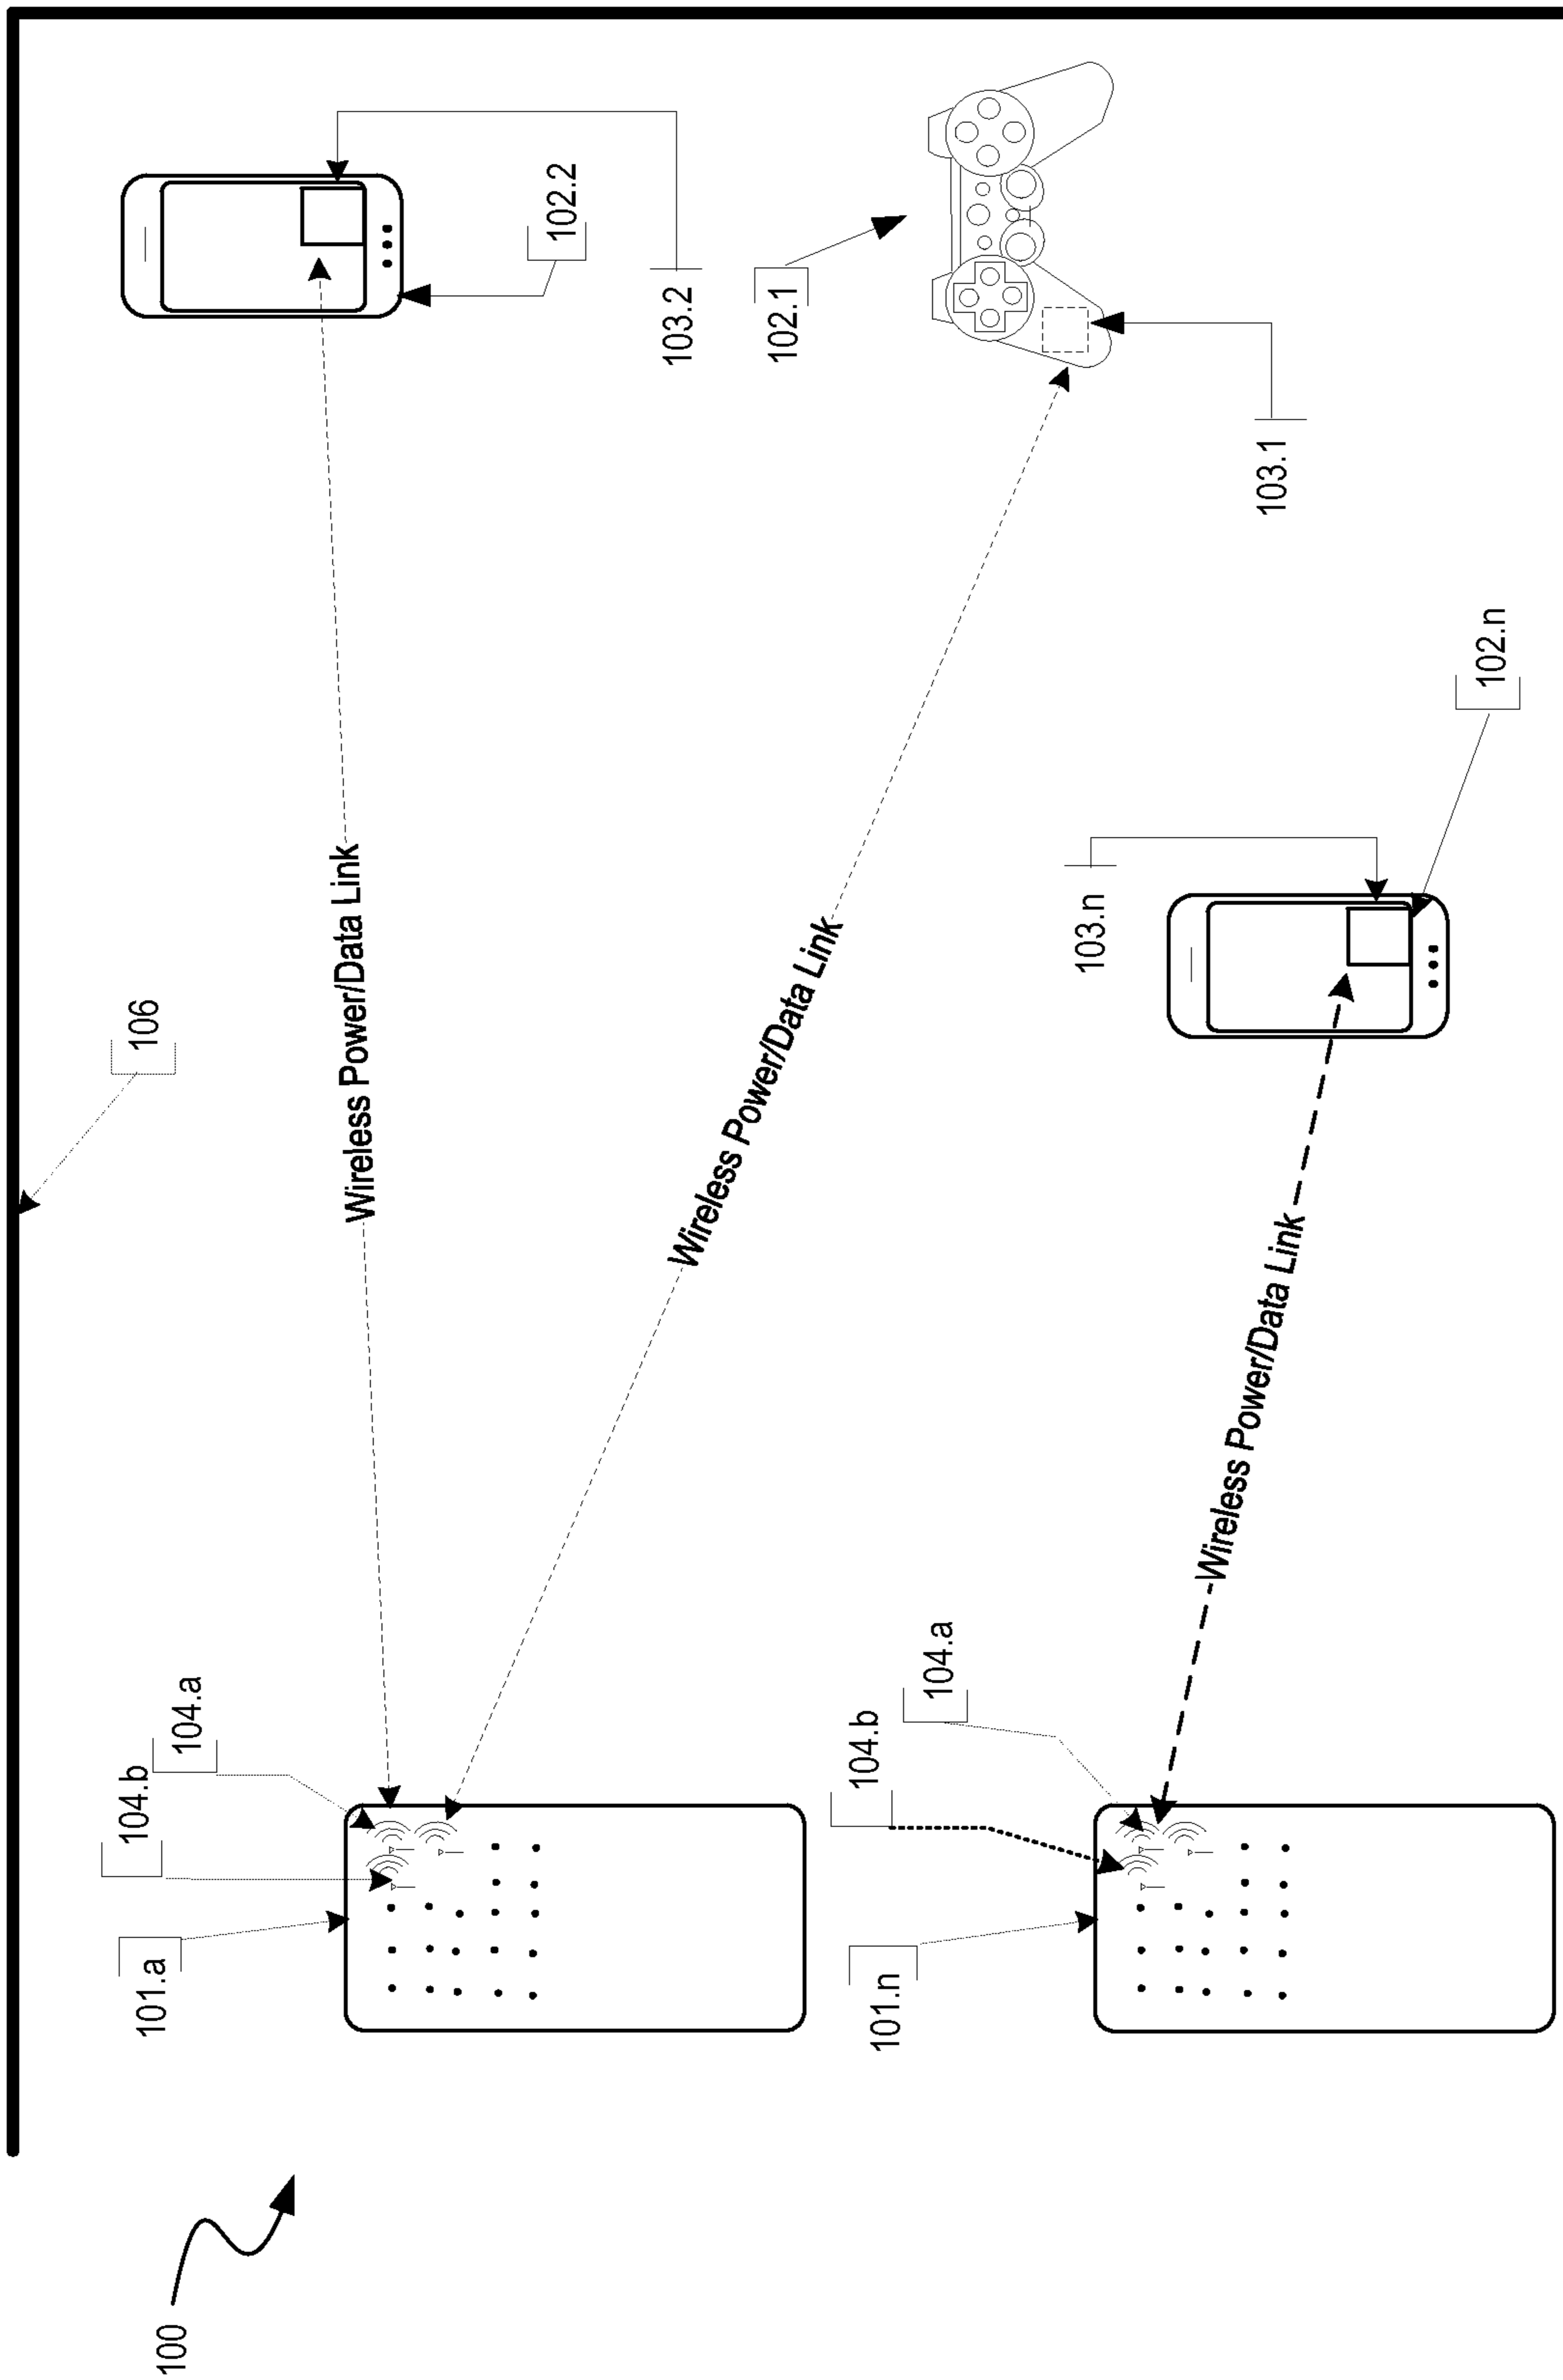 100
106
101.a
104.b
104.a
Wireless Power/Data Link
102.2
103.2
Wireless Power/Data Link
102.1
103.1
101.n
104.b
104.a
Wireless Power/Data Link
103.n
102.n